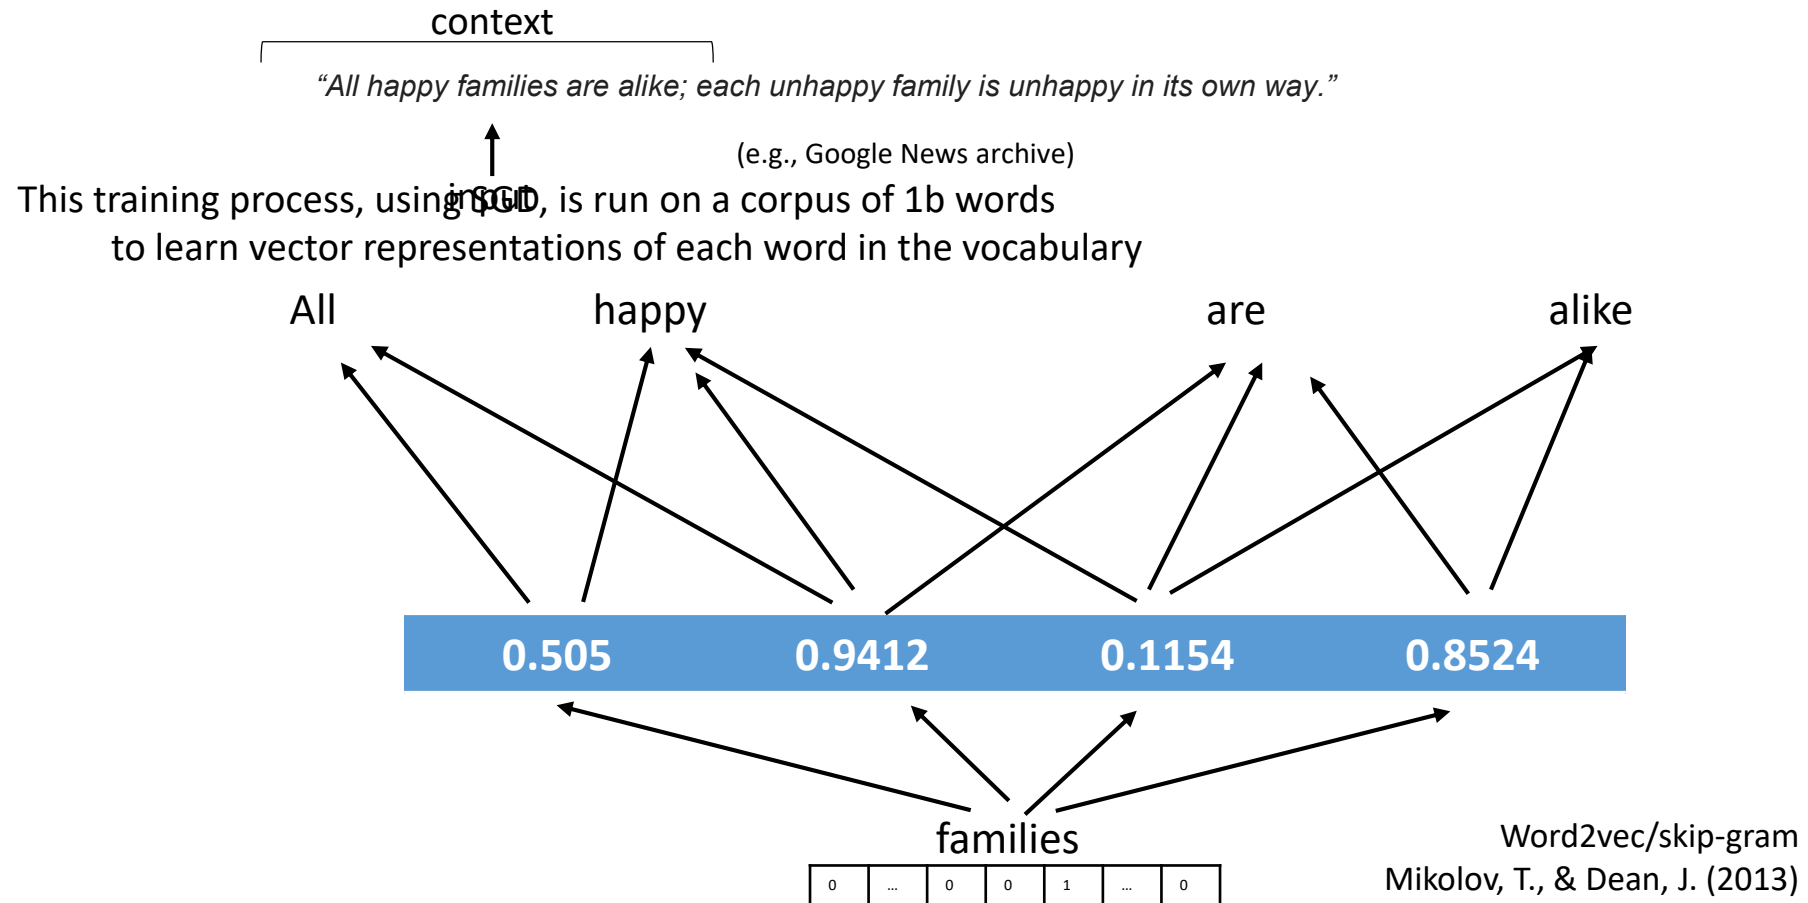 context
“All happy families are alike; each unhappy family is unhappy in its own way.”
(e.g., Google News archive)
input
This training process, using SGD, is run on a corpus of 1b words
to learn vector representations of each word in the vocabulary
All happy are alike
0.505 0.9412 0.1154 0.8524
families
0 ... 0 0 1 ... 0
Word2vec/skip-gram
Mikolov, T., & Dean, J. (2013)